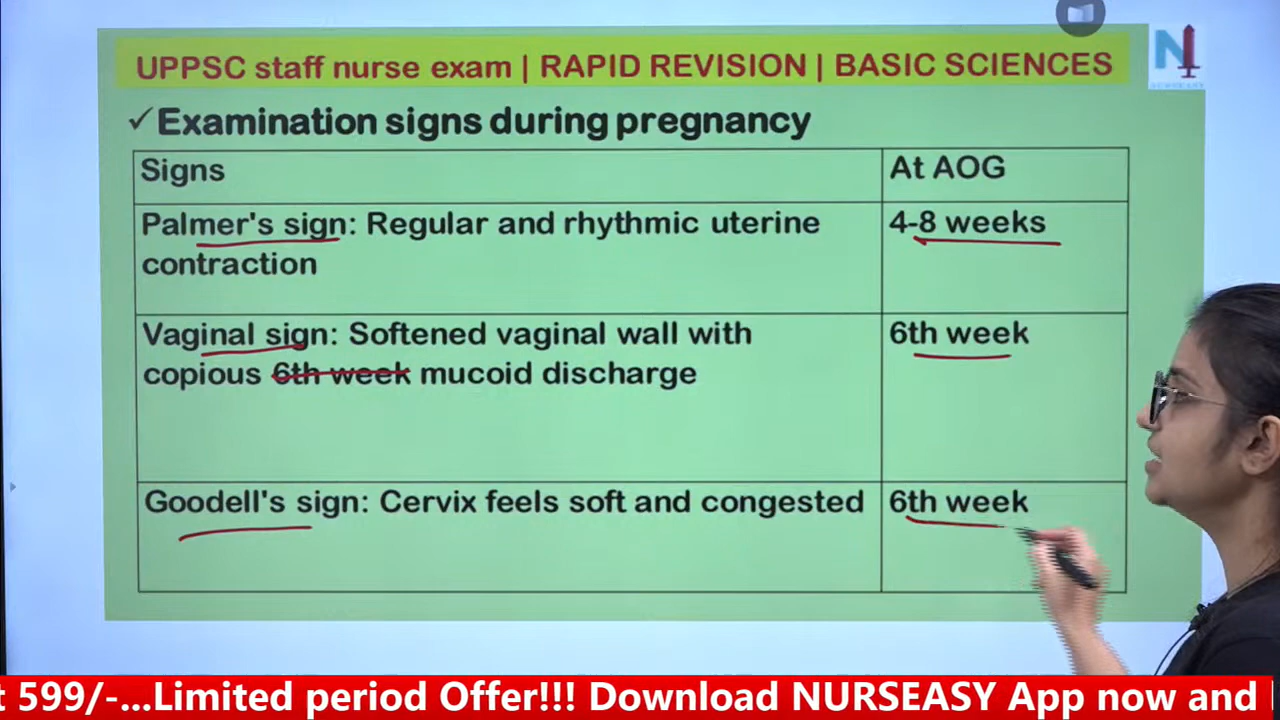 UPPSC staff nurse exam | RAPID REVISION | BASIC SCIENCES
✓Examination signs during pregnancy
Signs
At AOG
Palmer's sign: Regular and rhythmic uterine
contraction
4-8 weeks
Vaginal sign: Softened vaginal wall with
copious 6th week mucoid discharge
6th week
Goodell's sign: Cervix feels soft and congested
6th week
599/-...Limited period Offer!!! Download NURSEASY App now and